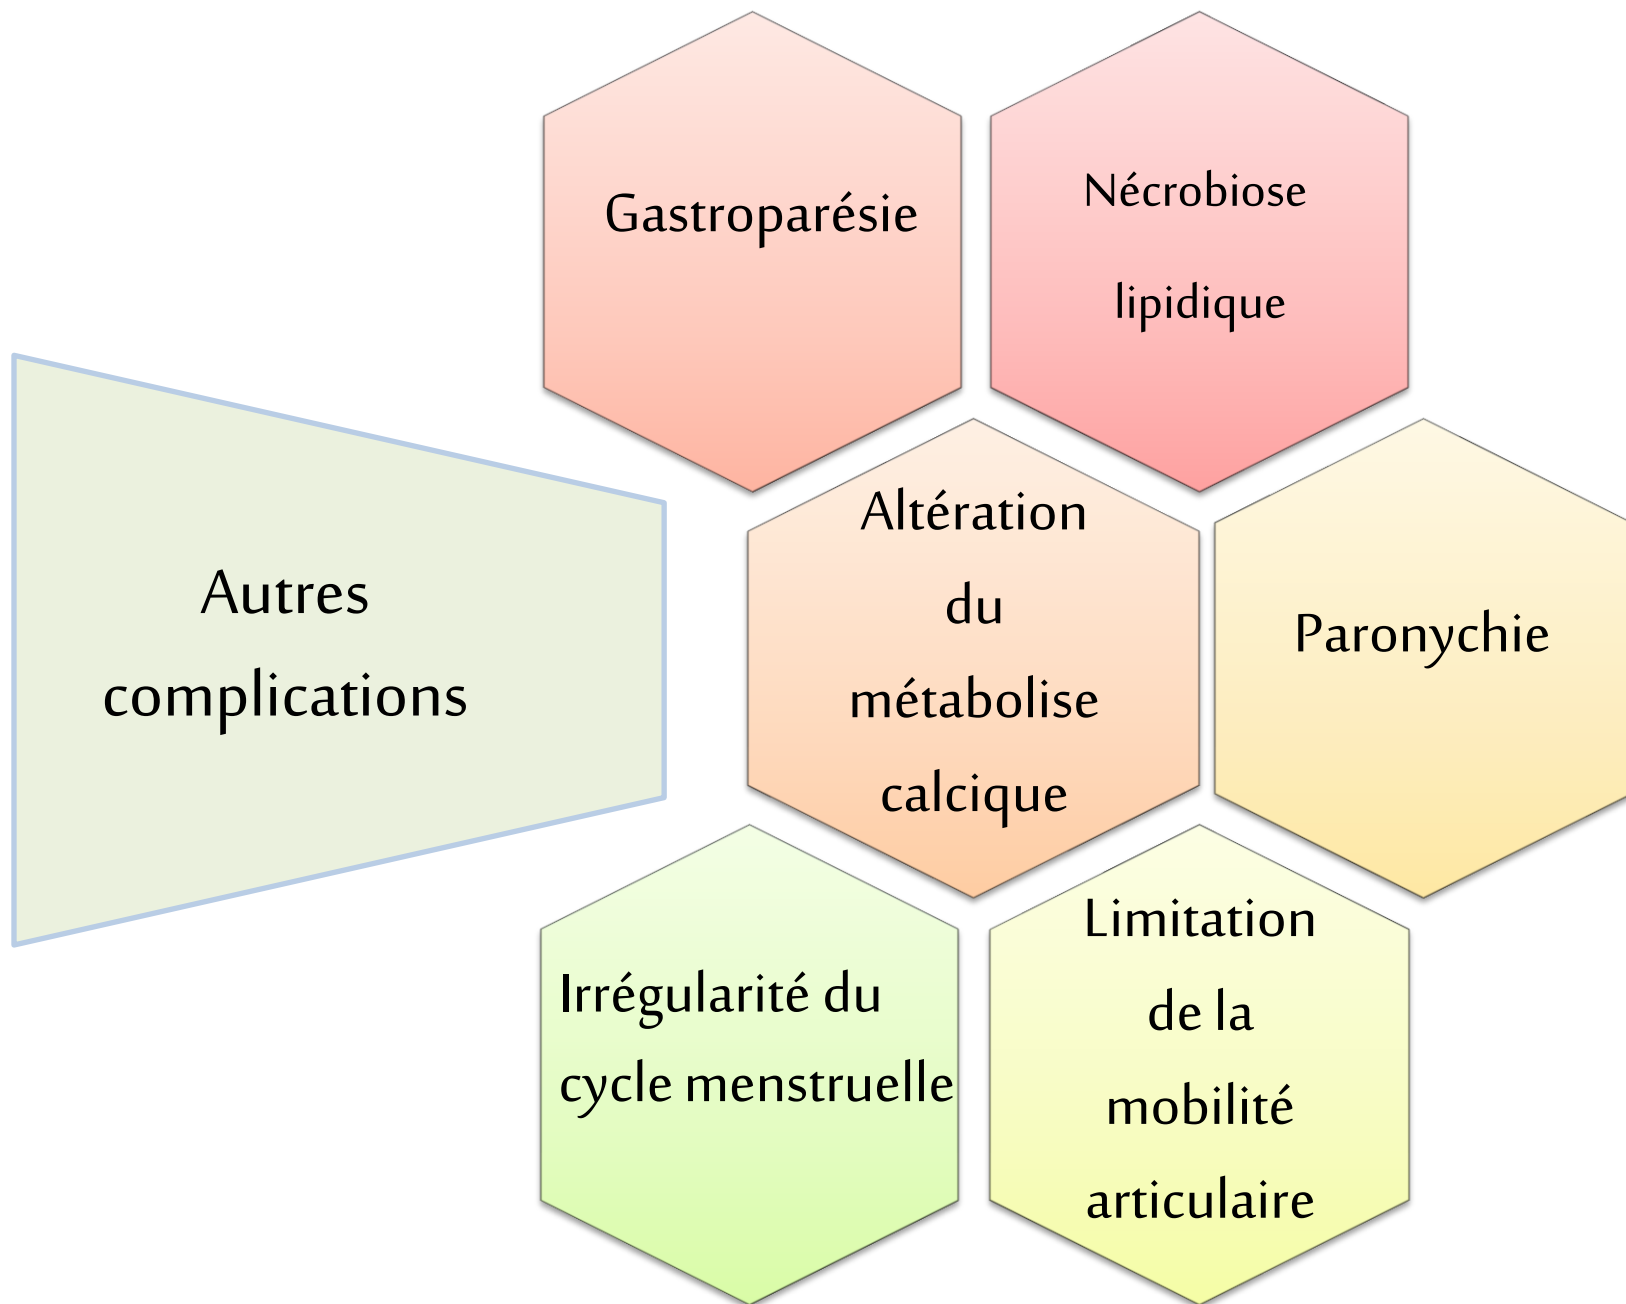 Gastroparésie
Nécrobiose
lipidique
Autres
complications
Altération
du
métabolise
calcique
Paronychie
Irrégularité du
cycle menstruelle
Limitation
de la
mobilité
articulaire